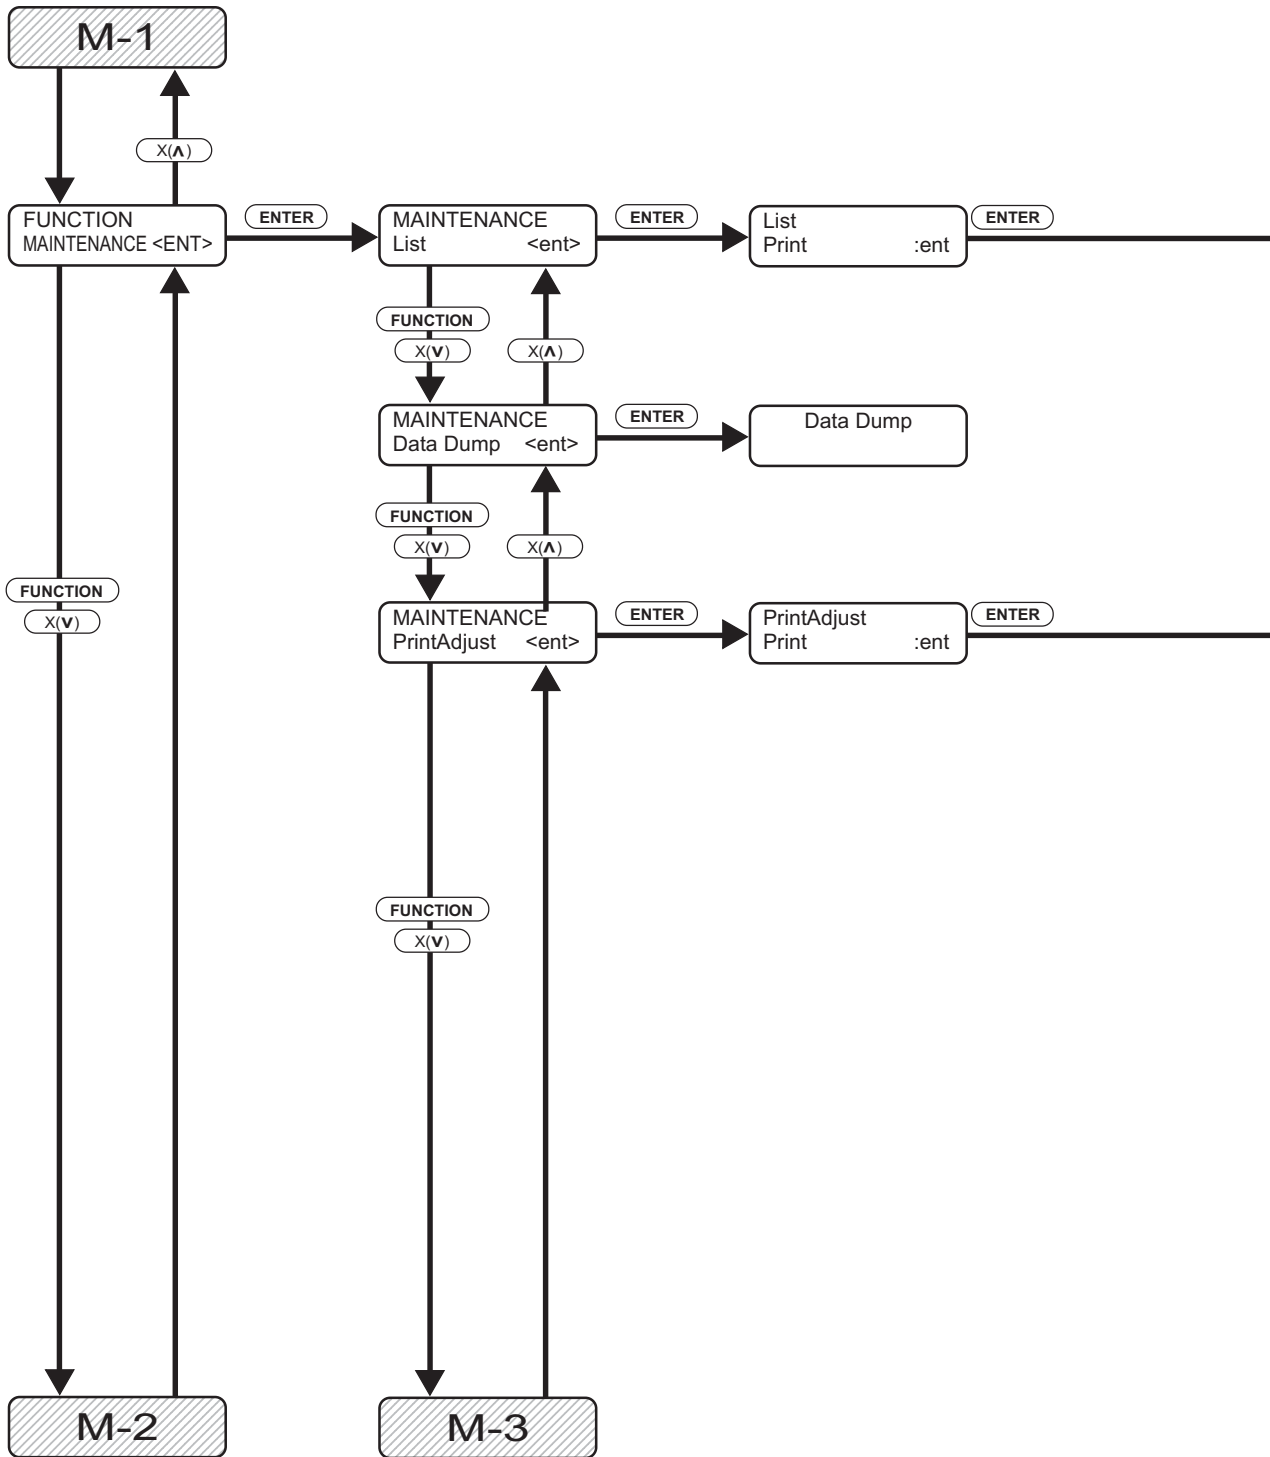 M-1
X(∧)
FUNCTION
MAINTENANCE <ENT>
ENTER
MAINTENANCE
List <ent>
ENTER
List
Print :ent
ENTER
FUNCTION
X(∨)
X(∧)
MAINTENANCE
Data Dump <ent>
ENTER
Data Dump
FUNCTION
X(∨)
X(∧)
FUNCTION
X(∨)
MAINTENANCE
PrintAdjust <ent>
ENTER
PrintAdjust
Print :ent
ENTER
FUNCTION
X(∨)
M-2
M-3